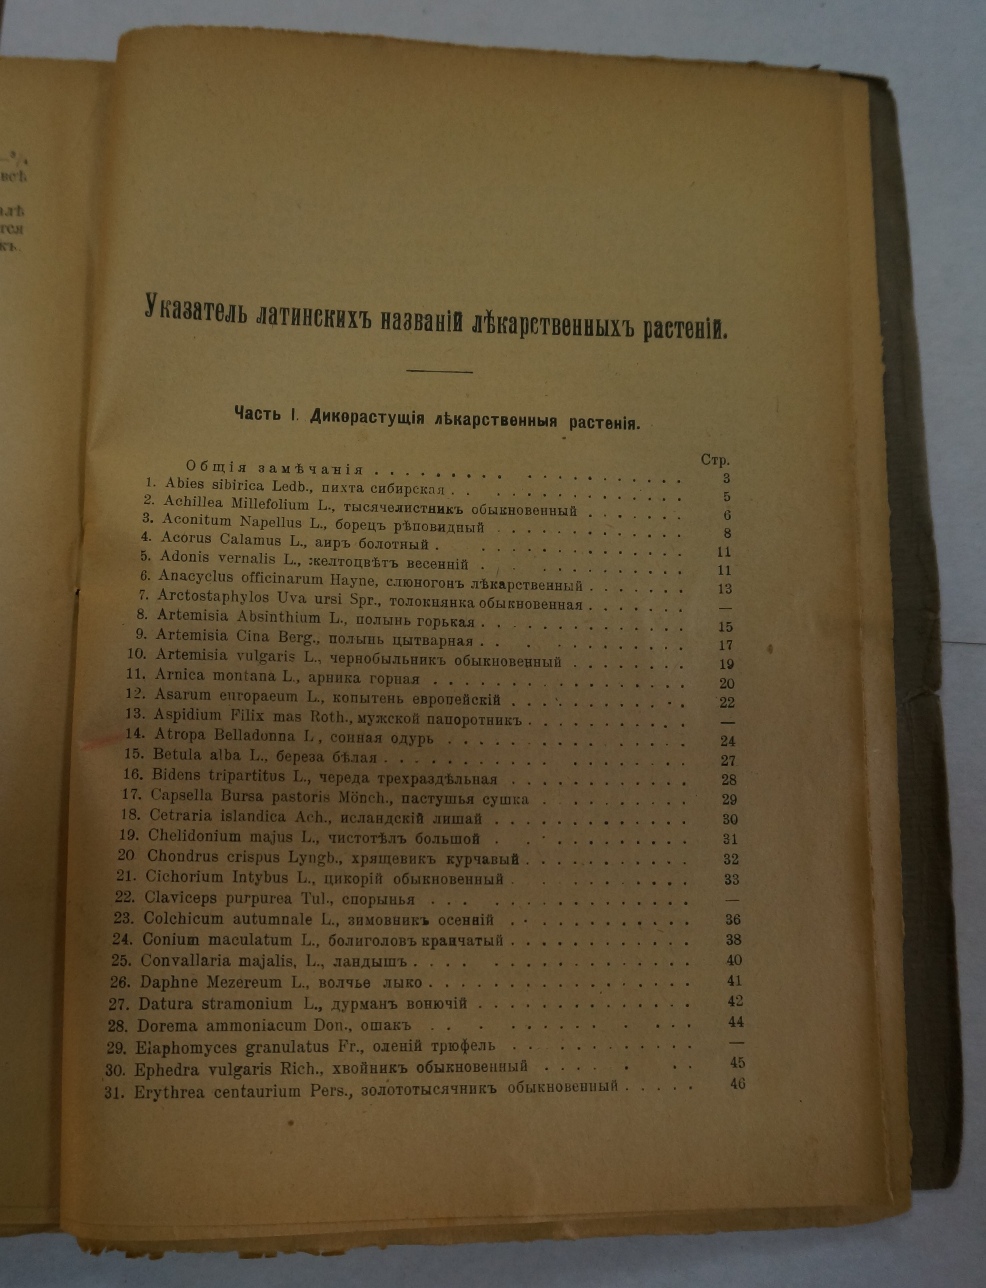 всѣ
алѣ
тся
къ.
Указатель латинскихъ названій лѣкарственныхъ растеній.
Часть I. Дикорастущія лѣкарственныя растенія.
Стр.
Общія замѣчанія . . . . . . . . . . . . . . . . . . 3
1. Abies sibirica Ledb., пихта сибирская . . . . . . . . . . . . 5
2. Achillea Millefolium L., тысячелистникъ обыкновенный . . . . . . 6
3. Aconitum Napellus L., борецъ рѣповидный . . . . . . . . . . . 8
4. Acorus Calamus L., аиръ болотный . . . . . . . . . . . . 11
5. Adonis vernalis L., желтоцвѣтъ весенній . . . . . . . . . . . 11
6. Anacyclus officinarum Hayne, слюногонъ лѣкарственный . . . . . . 13
7. Arctostaphylos Uva ursi Spr., толокнянка обыкновенная . . . . . . —
8. Artemisia Absinthium L., полынь горькая . . . . . . . . . . . . 15
9. Artemisia Cina Berg., полынь цытварная . . . . . . . . . . . . 17
10. Artemisia vulgaris L., чернобыльникъ обыкновенный . . . . . . . 19
11. Arnica montana L., арника горная . . . . . . . . . . . . . . 20
12. Asarum europaeum L., копытень европейскій . . . . . . . . . . . 22
13. Aspidium Filix mas Roth., мужской папоротникъ . . . . . . . . . . —
14. Atropa Belladonna L , сонная одурь . . . . . . . . . . . . . . 24
15. Betula alba L., береза бѣлая . . . . . . . . . . . . . . . . 27
16. Bidens tripartitus L., череда трехраздѣльная . . . . . . . . . . . 28
17. Capsella Bursa pastoris Mönch., пастушья сушка . . . . . . . . . 29
18. Cetraria islandica Ach., исландскій лишай . . . . . . . . . . . . 30
19. Chelidonium majus L., чистотѣлъ большой . . . . . . . . . . . 31
20 Chondrus crispus Lyngb., хрящевикъ курчавый . . . . . . . . . . 32
21. Cichorium Intybus L., цикорій обыкновенный . . . . . . . . . . 33
22. Claviceps purpurea Tul., спорынья . . . . . . . . . . . . . . —
23. Colchicum autumnale L., зимовникъ осенній . . . . . . . . . . . 36
24. Conium maculatum L., болиголовъ крапчатый . . . . . . . . . . . 38
25. Convallaria majalis, L., ландышъ . . . . . . . . . . . . . . . 40
26. Daphne Mezereum L., волчье лыко . . . . . . . . . . . . . . . 41
27. Datura stramonium L., дурманъ вонючій . . . . . . . . . . . . . 42
28. Dorema ammoniacum Don., ошакъ . . . . . . . . . . . . . 44
29. Elaphomyces granulatus Fr., оленій трюфель . . . . . . . . . . . —
30. Ephedra vulgaris Rich., хвойникъ обыкновенный . . . . . . . . 45
31. Erythrea centaurium Pers., золототысячникъ обыкновенный . . . . . 46